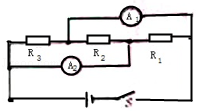 A₁
R₃ R₂ R₁
A₂
S